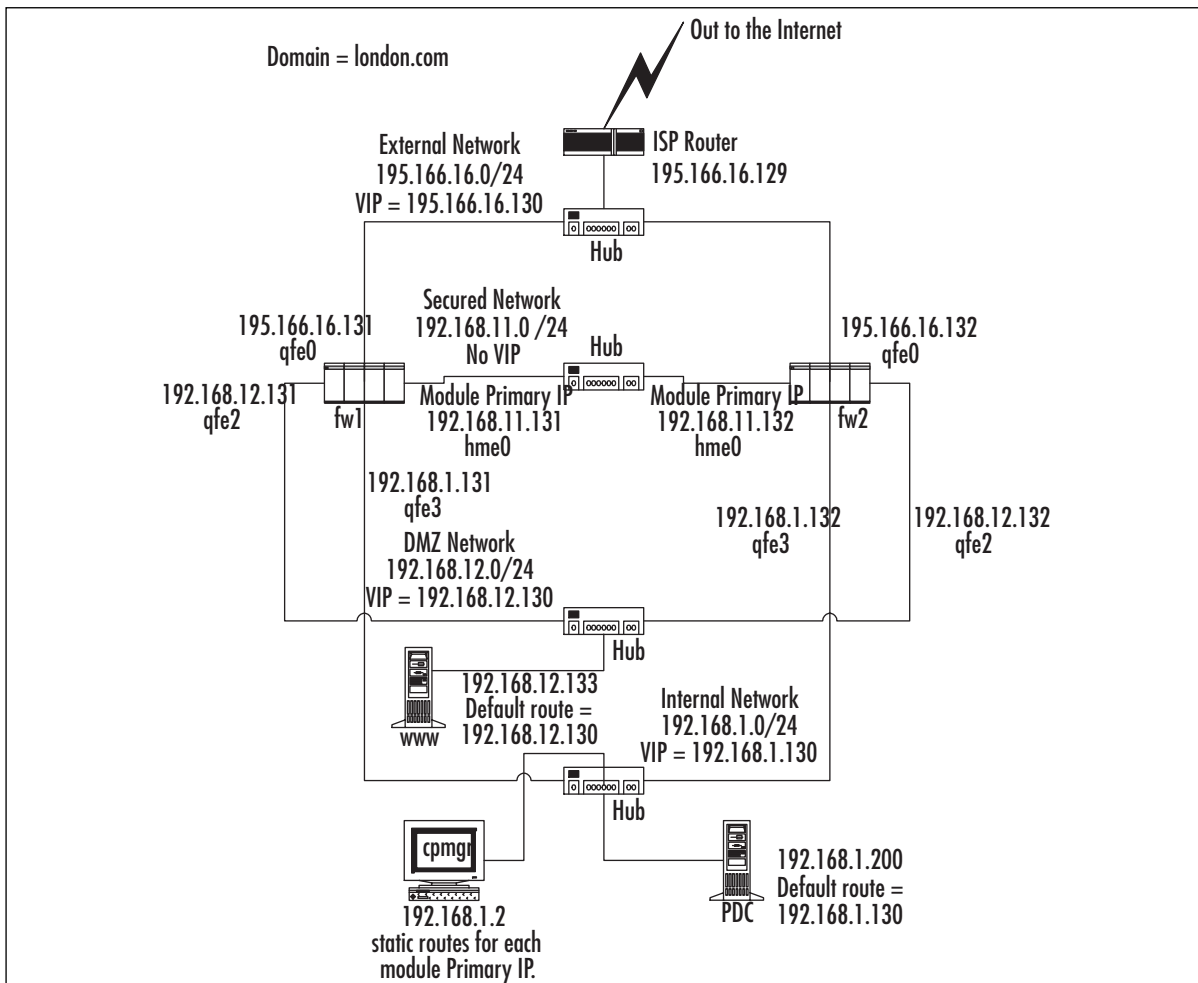 Out to the Internet
Domain = london.com
External Network
195.166.16.0/24
VIP = 195.166.16.130
ISP Router
195.166.16.129
Hub
Secured Network
192.168.11.0 /24
No VIP
Hub
195.166.16.131
qfe0
195.166.16.132
qfe0
192.168.12.131
qfe2
fw1
Module Primary IP
192.168.11.131
hme0
Module Primary IP
192.168.11.132
hme0
fw2
192.168.1.131
qfe3
192.168.1.132
qfe3
192.168.12.132
qfe2
DMZ Network
192.168.12.0/24
VIP = 192.168.12.130
Hub
www
192.168.12.133
Default route =
192.168.12.130
Internal Network
192.168.1.0/24
VIP = 192.168.1.130
Hub
cpmgr
192.168.1.2
static routes for each
module Primary IP.
PDC
192.168.1.200
Default route =
192.168.1.130